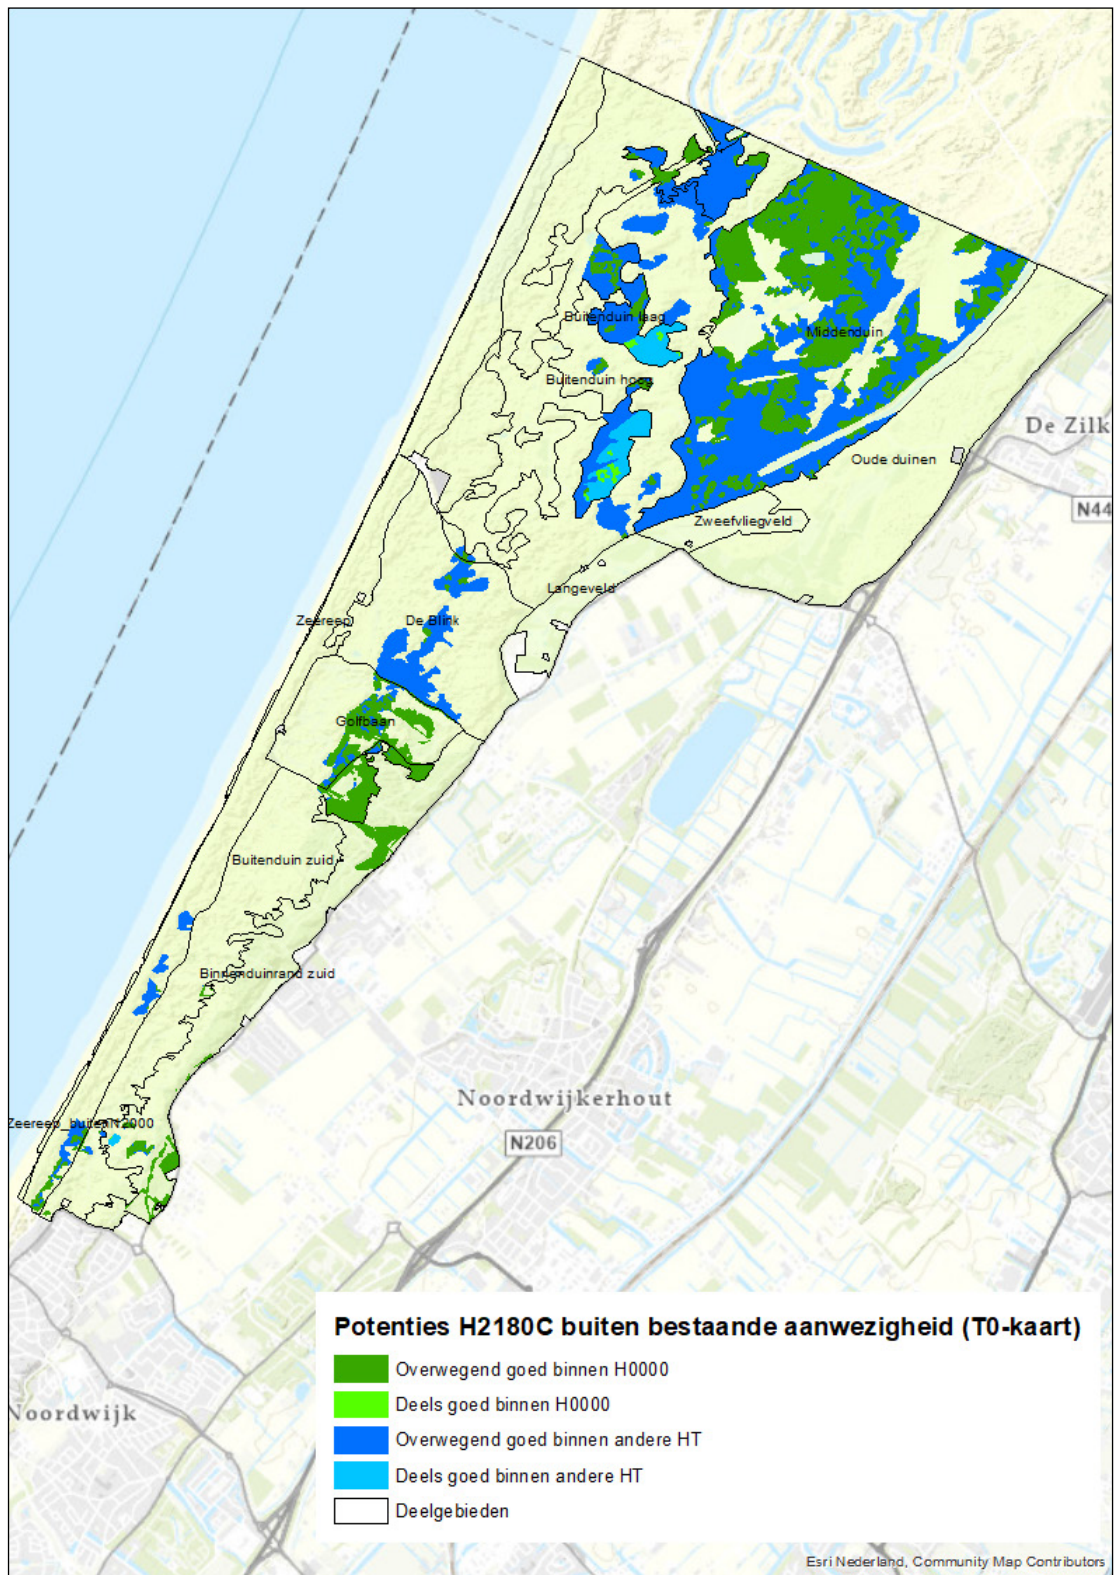 Buitenduin laag
Middenduin
Buitenduin hoog
De Zilk
Oude duinen
N44
Zweefvliegveld
Langeveld
Zeereep
De Blink
Golfbaan
Buitenduin zuid
Binnenduinrand zuid
Noordwijkerhout
Zeereep_buitenN2000
N206
Potenties H2180C buiten bestaande aanwezigheid (T0-kaart)
Overwegend goed binnen H0000
Deels goed binnen H0000
Noordwijk
Overwegend goed binnen andere HT
Deels goed binnen andere HT
Deelgebieden
Esri Nederland, Community Map Contributors